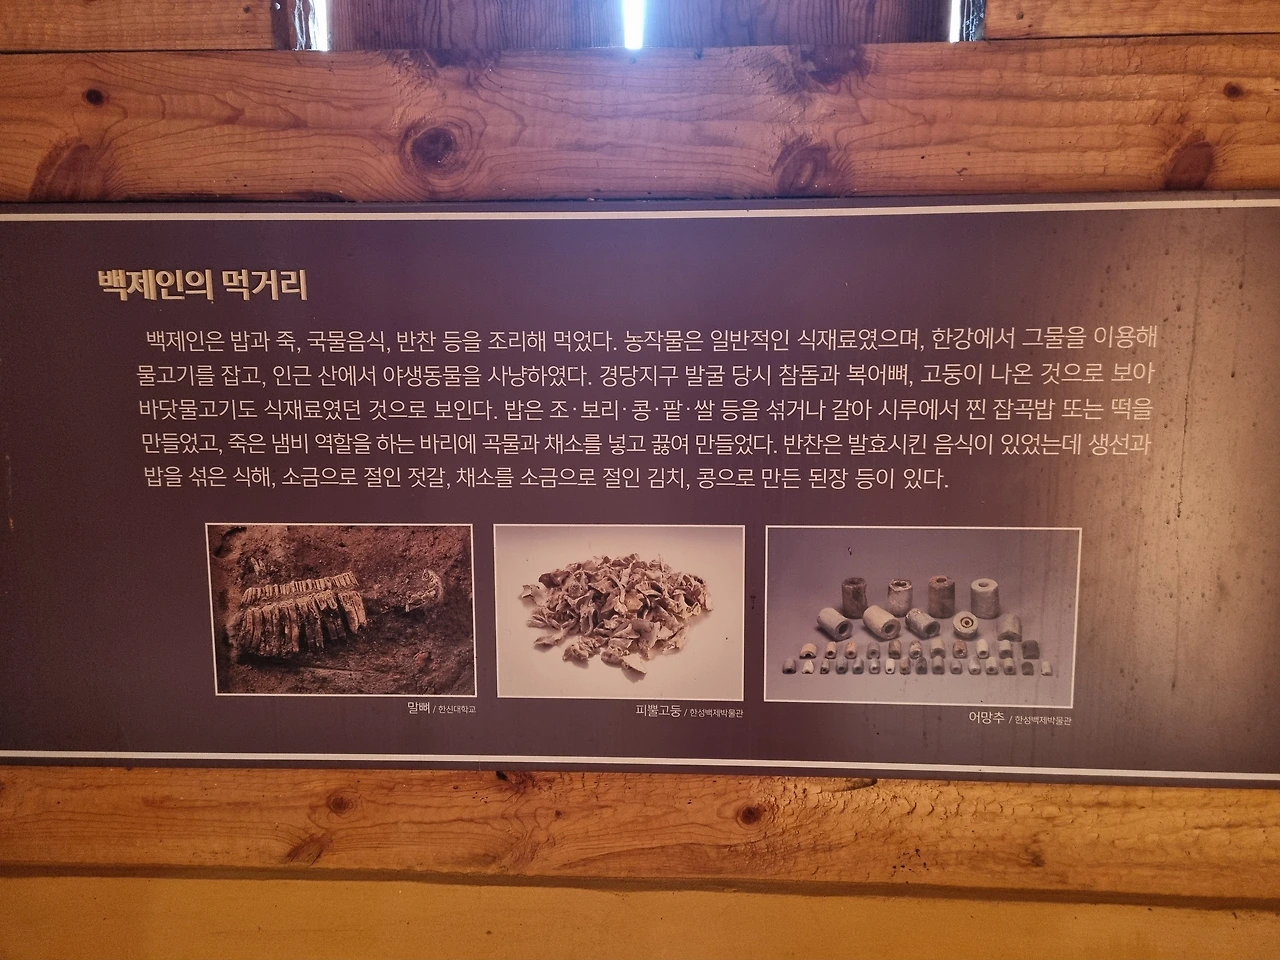 백제인의 먹거리
백제인은 밥과 죽, 국물음식, 반찬 등을 조리해 먹었다. 농작물은 일반적인 식재료였으며, 한강에서 그물을 이용해
물고기를 잡고, 인근 산에서 야생동물을 사냥하였다. 경당지구 발굴 당시 참돔과 복어뼈, 고둥이 나온 것으로 보아
바닷물고기도 식재료였던 것으로 보인다. 밥은 조·보리·콩·팥·쌀 등을 섞거나 갈아 시루에서 찐 잡곡밥 또는 떡을
만들었고, 죽은 냄비 역할을 하는 바리에 곡물과 채소를 넣고 끓여 만들었다. 반찬은 발효시킨 음식이 있었는데 생선과
밥을 섞은 식해, 소금으로 절인 젓갈, 채소를 소금으로 절인 김치, 콩으로 만든 된장 등이 있다.
말뼈 / 한신대학교
피뿔고둥 / 한성백제박물관
어망추 / 한성백제박물관